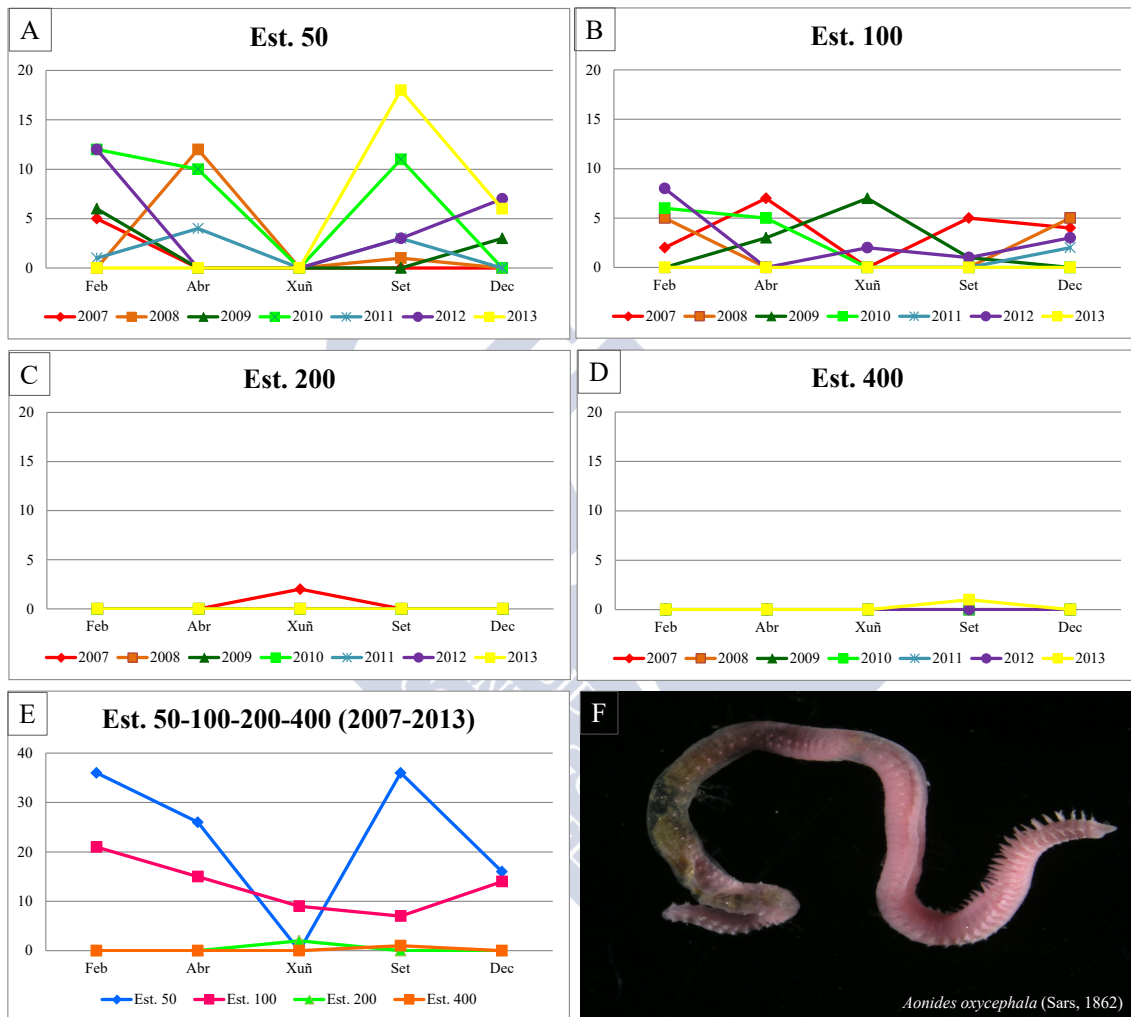 A
Est. 50
20
15
10
5
0
Feb Abr Xuñ Set Dec
2007 2008 2009 2010 2011 2012 2013
B
Est. 100
20
15
10
5
0
Feb Abr Xuñ Set Dec
2007 2008 2009 2010 2011 2012 2013
C
Est. 200
20
15
10
5
0
Feb Abr Xuñ Set Dec
2007 2008 2009 2010 2011 2012 2013
D
Est. 400
20
15
10
5
0
Feb Abr Xuñ Set Dec
2007 2008 2009 2010 2011 2012 2013
E
Est. 50-100-200-400 (2007-2013)
40
30
20
10
0
Feb Abr Xuñ Set Dec
Est. 50 Est. 100 Est. 200 Est. 400
F
Aonides oxycephala (Sars, 1862)